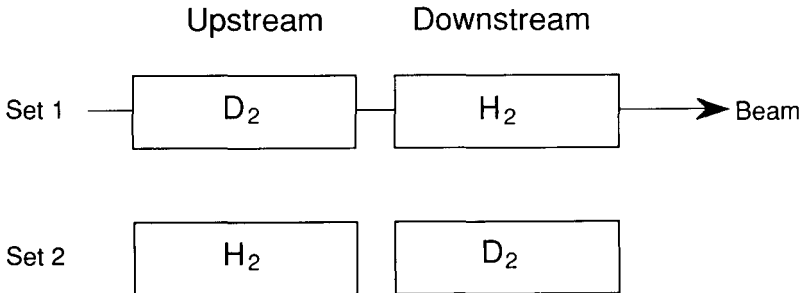 Upstream Downstream
Set 1 D₂ H₂ Beam
Set 2 H₂ D₂